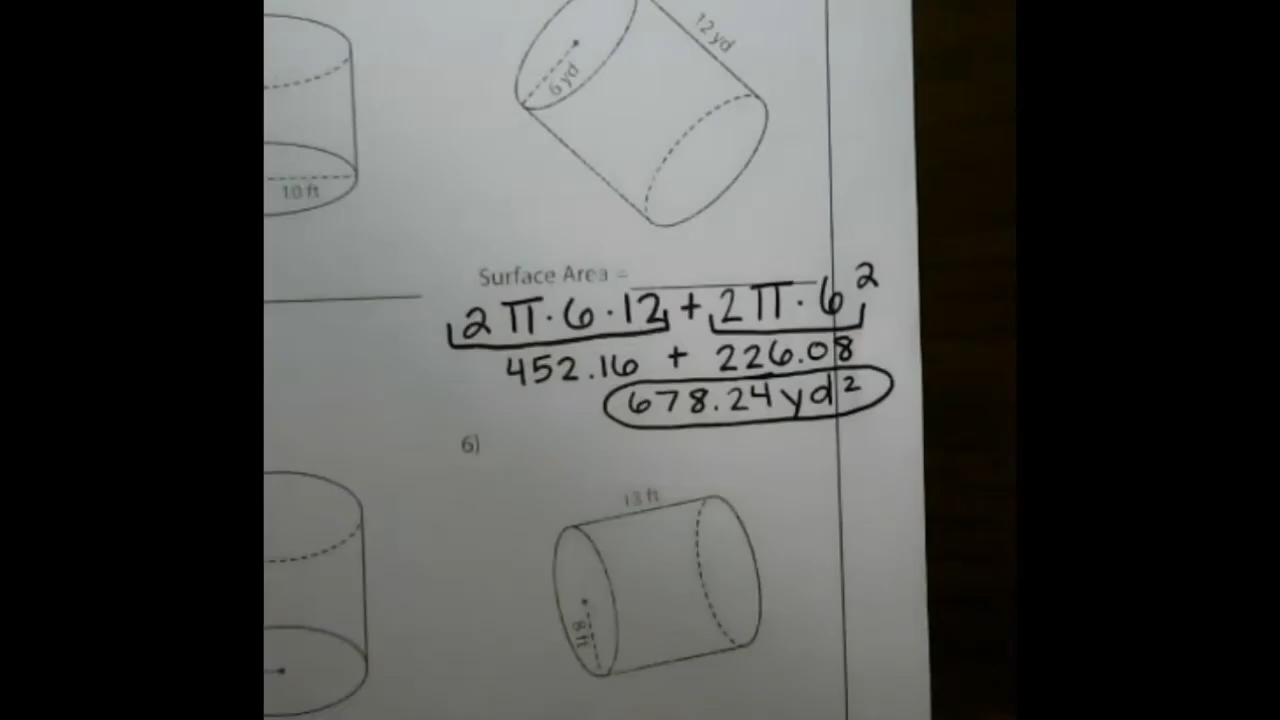 12 yd
6 yd
10 ft
Surface Area =
2π·6·12 + 2π·6²
452.16 + 226.08
678.24 yd²
6)
13 ft
8 ft